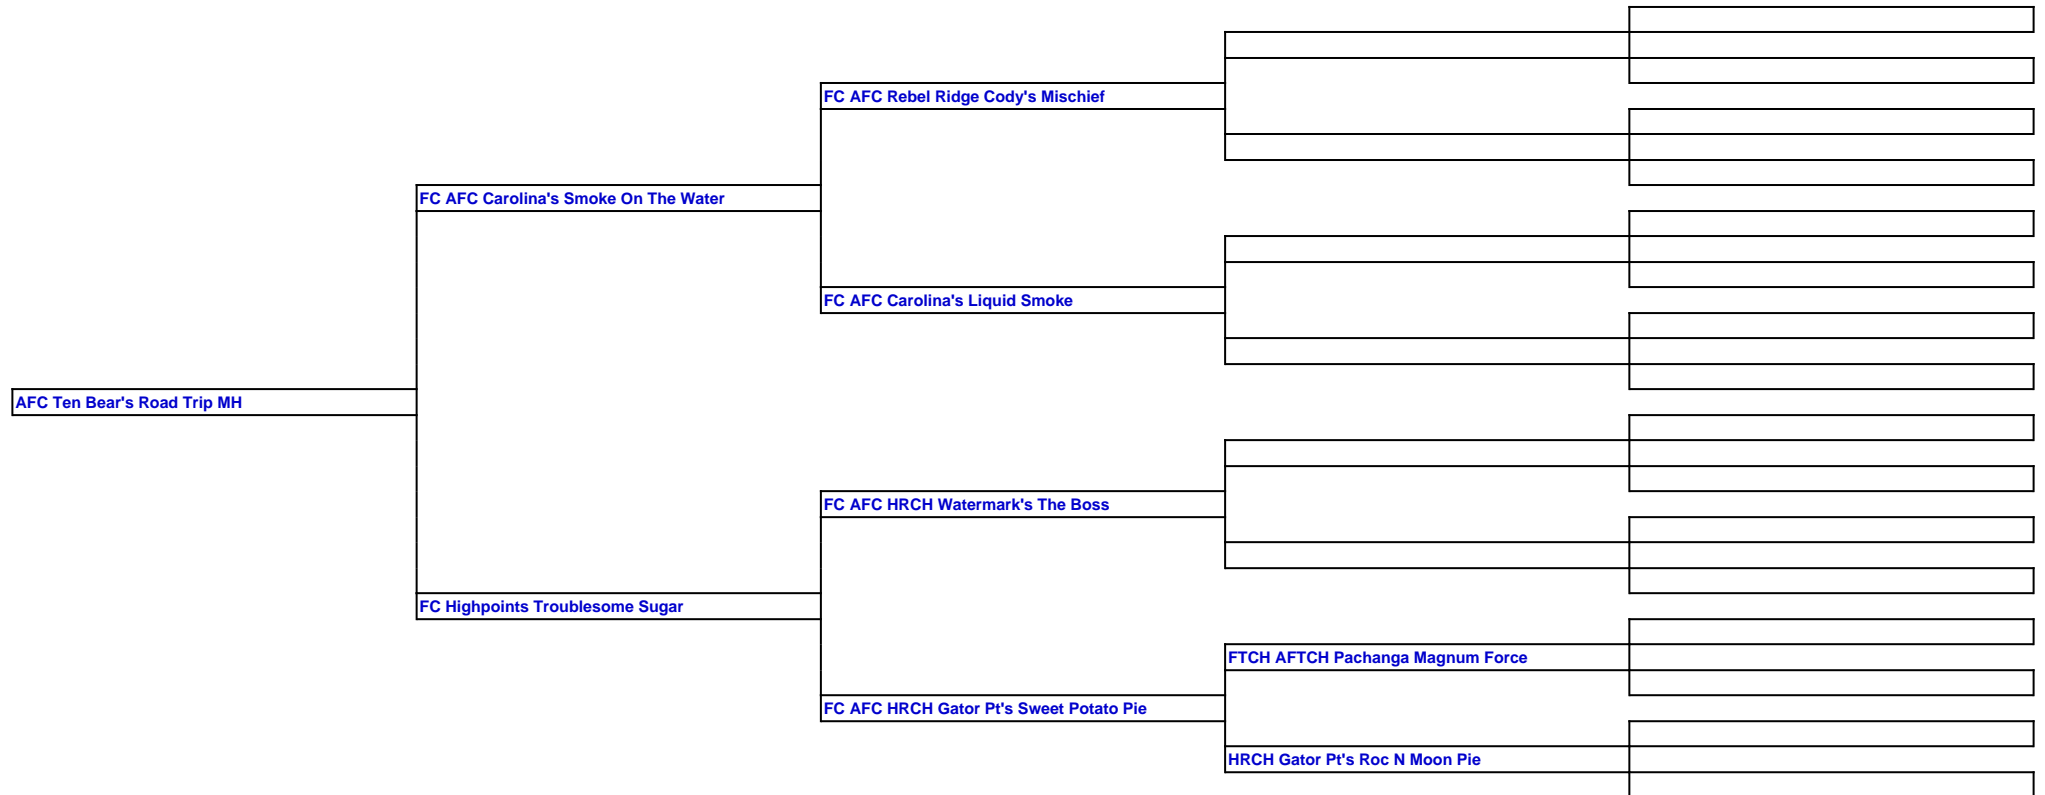 FC AFC Rebel Ridge Cody's Mischief
FC AFC Carolina's Smoke On The Water
FC AFC Carolina's Liquid Smoke
AFC Ten Bear's Road Trip MH
FC AFC HRCH Watermark's The Boss
FC Highpoints Troublesome Sugar
FTCH AFTCH Pachanga Magnum Force
FC AFC HRCH Gator Pt's Sweet Potato Pie
HRCH Gator Pt's Roc N Moon Pie